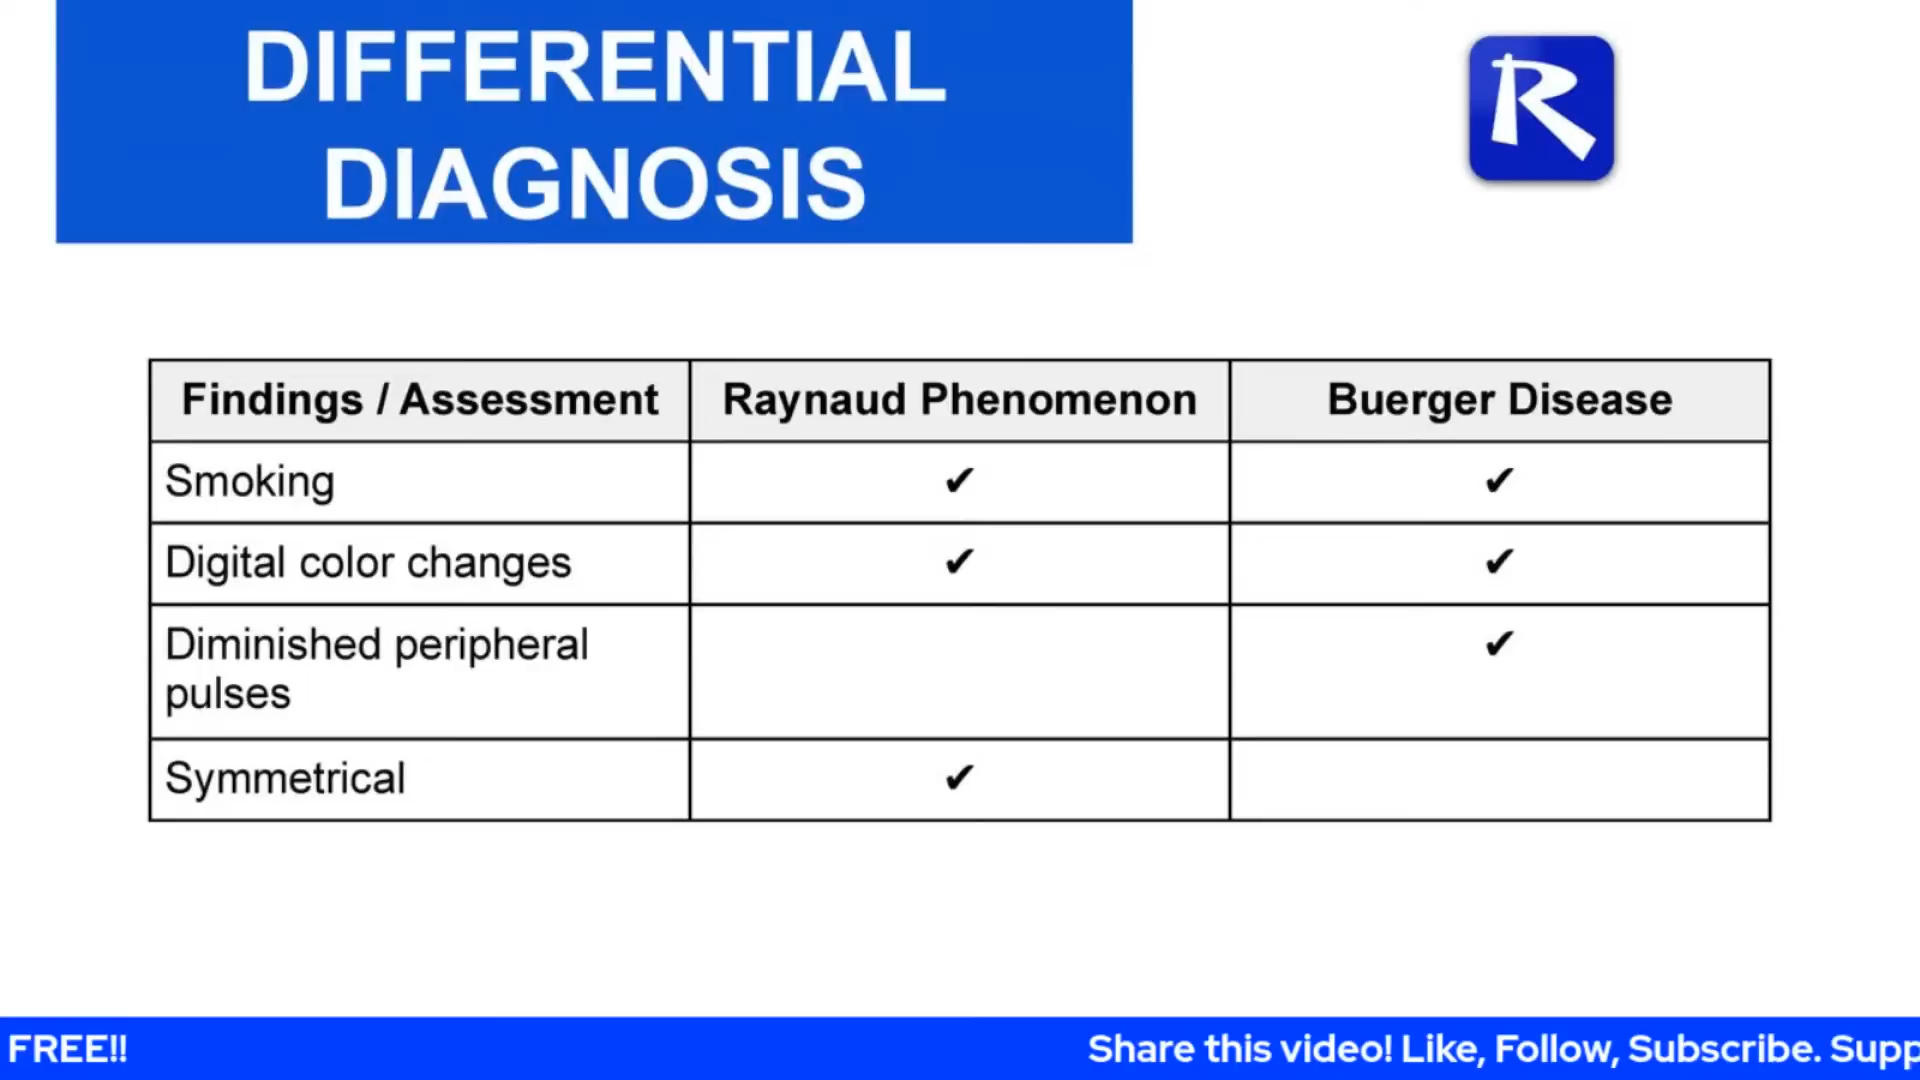 DIFFERENTIAL
DIAGNOSIS
R
Findings / Assessment Raynaud Phenomenon Buerger Disease
Smoking ✔ ✔
Digital color changes ✔ ✔
Diminished peripheral ✔
pulses
Symmetrical ✔
FREE!! Share this video! Like, Follow, Subscribe. Supp